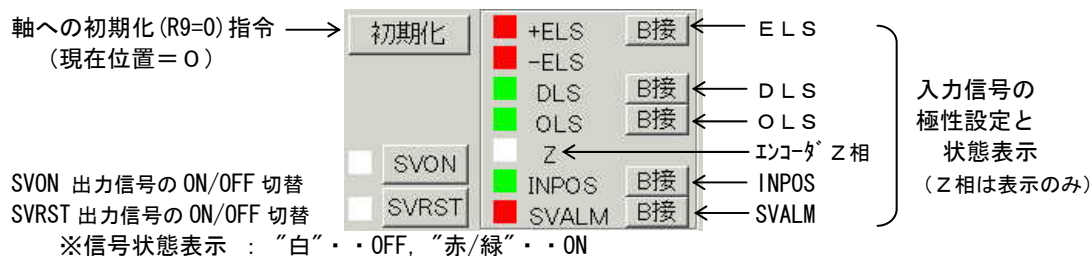 軸への初期化(R9=0)指令
(現在位置=0)
初期化
+ELS B接 ELS
-ELS
DLS B接 DLS
OLS B接 OLS
Z エンコーダ Z相
SVON
INPOS B接 INPOS
SVRST
SVALM B接 SVALM
入力信号の
極性設定と
状態表示
(Z相は表示のみ)
SVON 出力信号の ON/OFF 切替
SVRST 出力信号の ON/OFF 切替
※信号状態表示 : "白"・・OFF, "赤/緑"・・ON